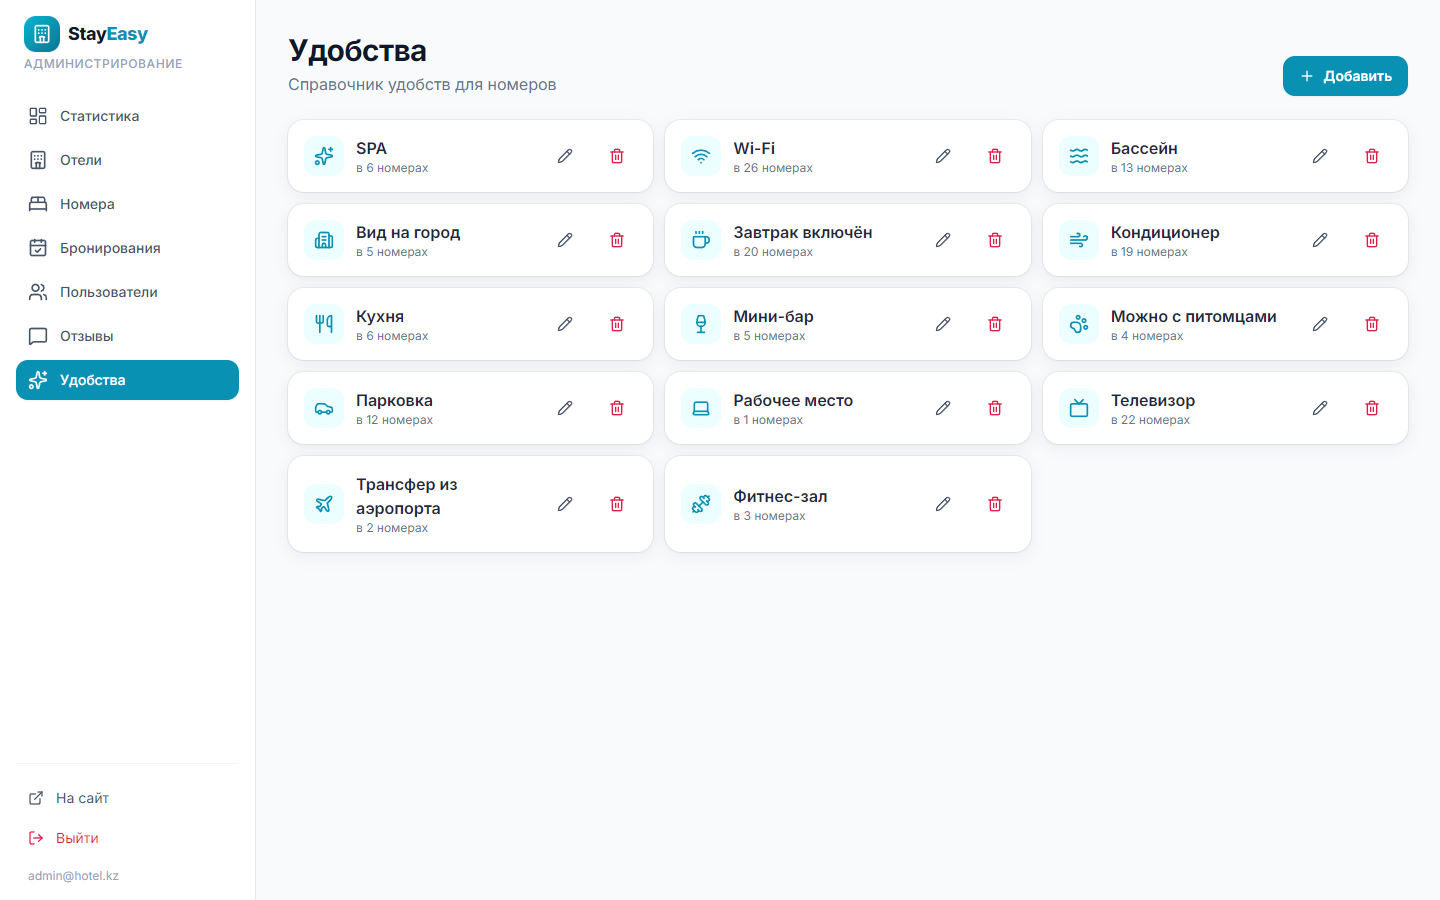 StayEasy
АДМИНИСТРИРОВАНИЕ
Статистика
Отели
Номера
Бронирования
Пользователи
Отзывы
Удобства
На сайт
Выйти
admin@hotel.kz
Удобства
Справочник удобств для номеров
Добавить
SPA
в 6 номерах
Wi-Fi
в 26 номерах
Бассейн
в 13 номерах
Вид на город
в 5 номерах
Завтрак включён
в 20 номерах
Кондиционер
в 19 номерах
Кухня
в 6 номерах
Мини-бар
в 5 номерах
Можно с питомцами
в 4 номерах
Парковка
в 12 номерах
Рабочее место
в 1 номерах
Телевизор
в 22 номерах
Трансфер из
аэропорта
в 2 номерах
Фитнес-зал
в 3 номерах